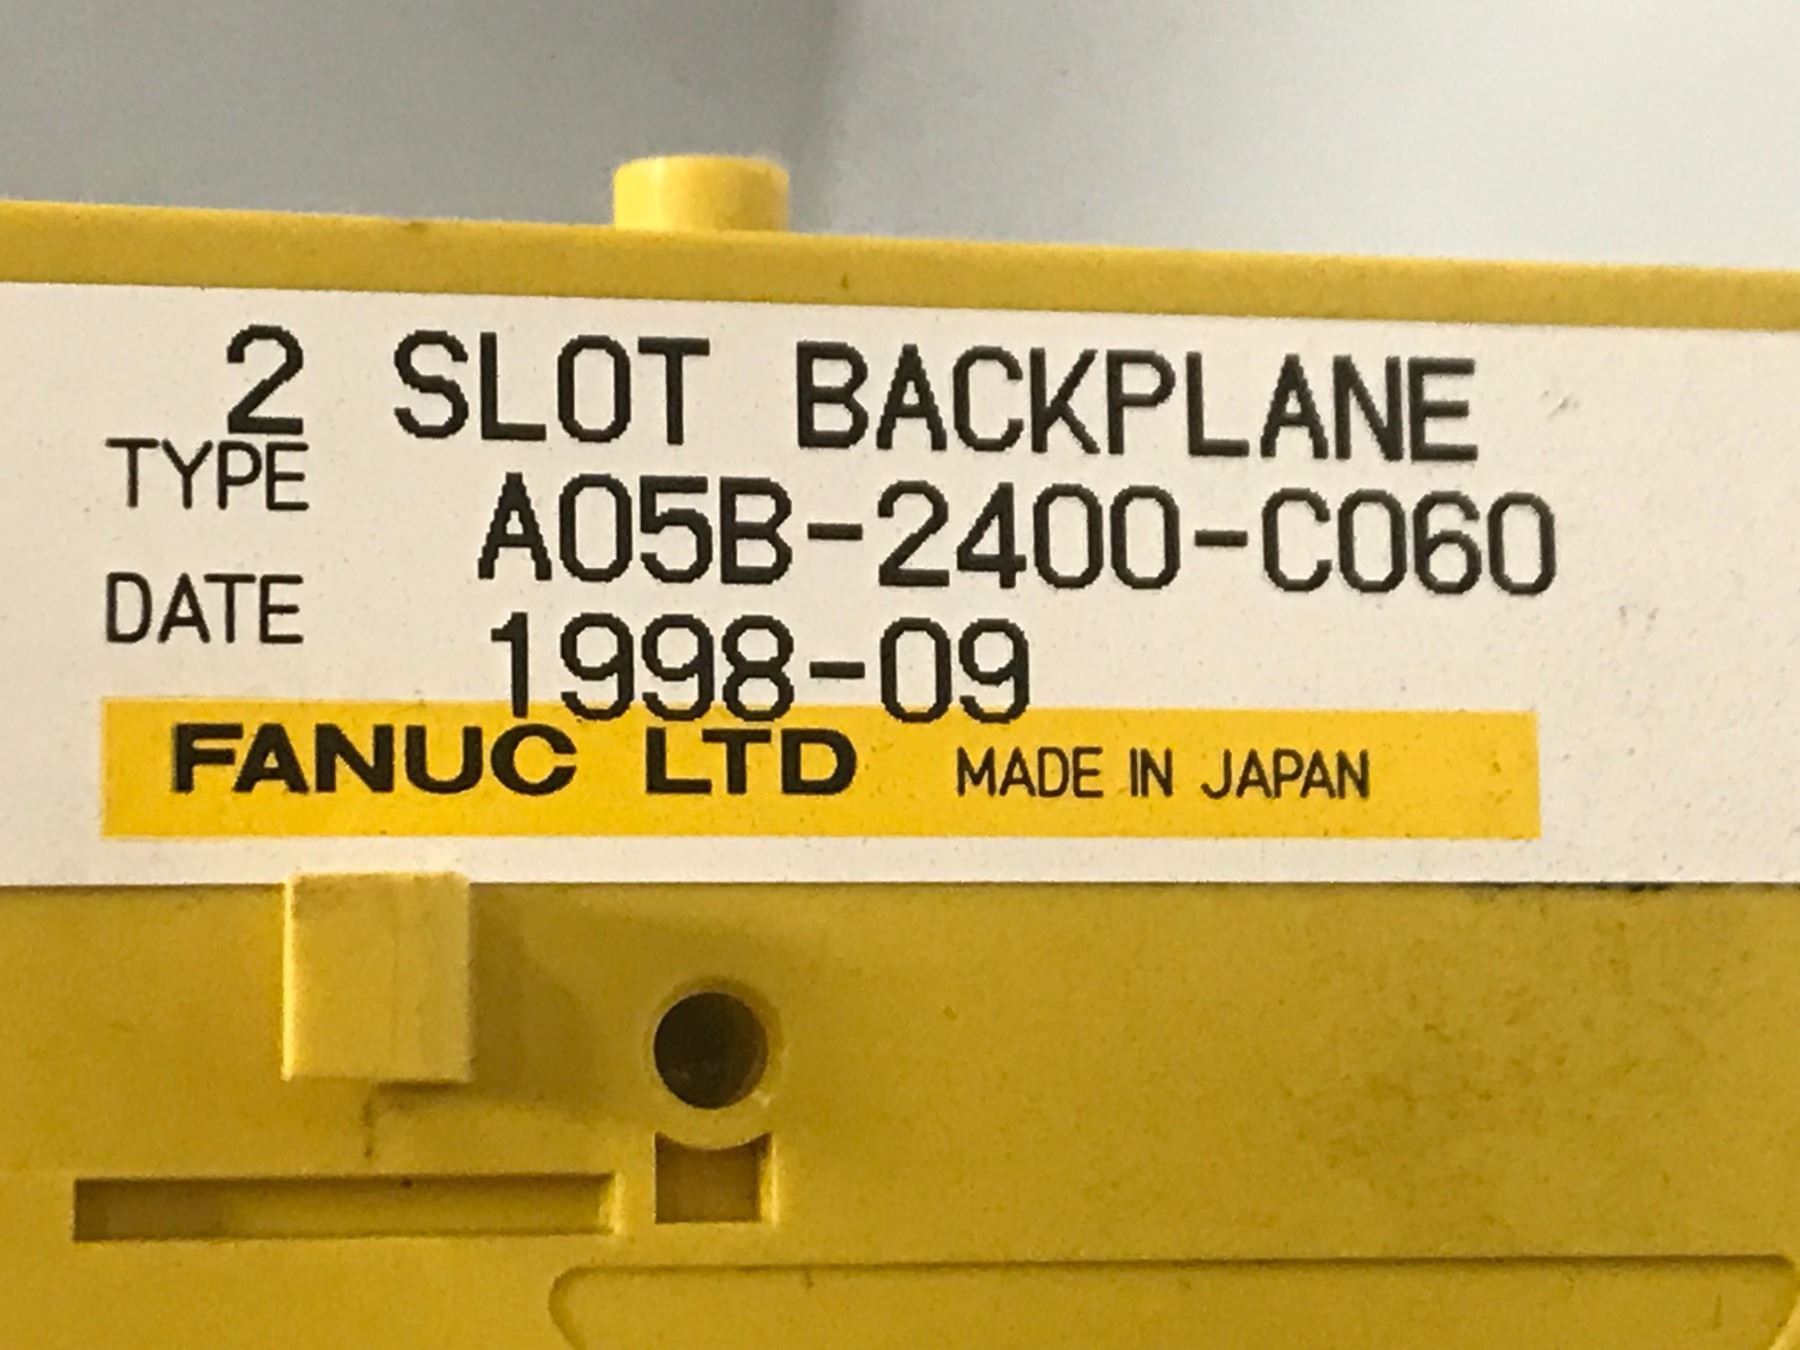 2 SLOT BACKPLANE
TYPE A05B-2400-C060
DATE 1998-09
FANUC LTD MADE IN JAPAN